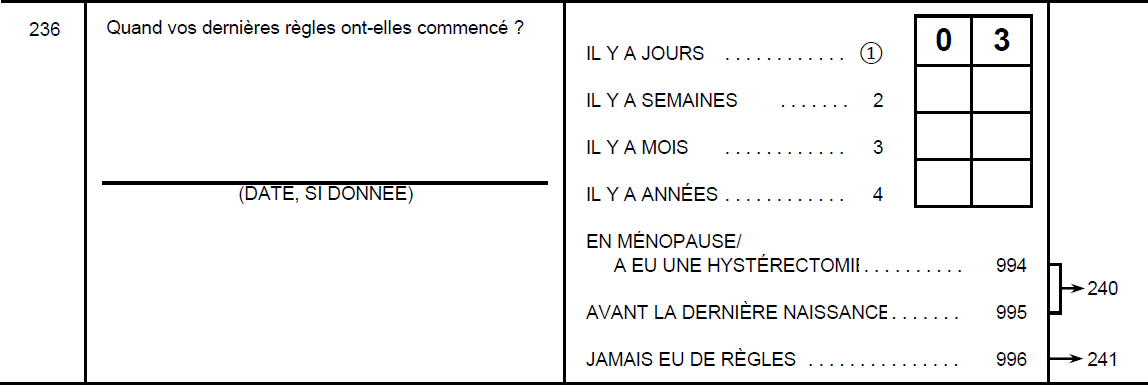 236 Quand vos dernières règles ont-elles commencé ?
IL Y A JOURS . . . . . . . . . . . . ① 0 3
IL Y A SEMAINES . . . . . . . 2
IL Y A MOIS . . . . . . . . . . . . 3
(DATE, SI DONNEE)
IL Y A ANNÉES . . . . . . . . . . . . 4
EN MÉNOPAUSE/
A EU UNE HYSTÉRECTOMIE . . . . . . . . . . 994
240
AVANT LA DERNIÈRE NAISSANCE . . . . . . . 995
JAMAIS EU DE RÈGLES . . . . . . . . . . . . . . . 996 241